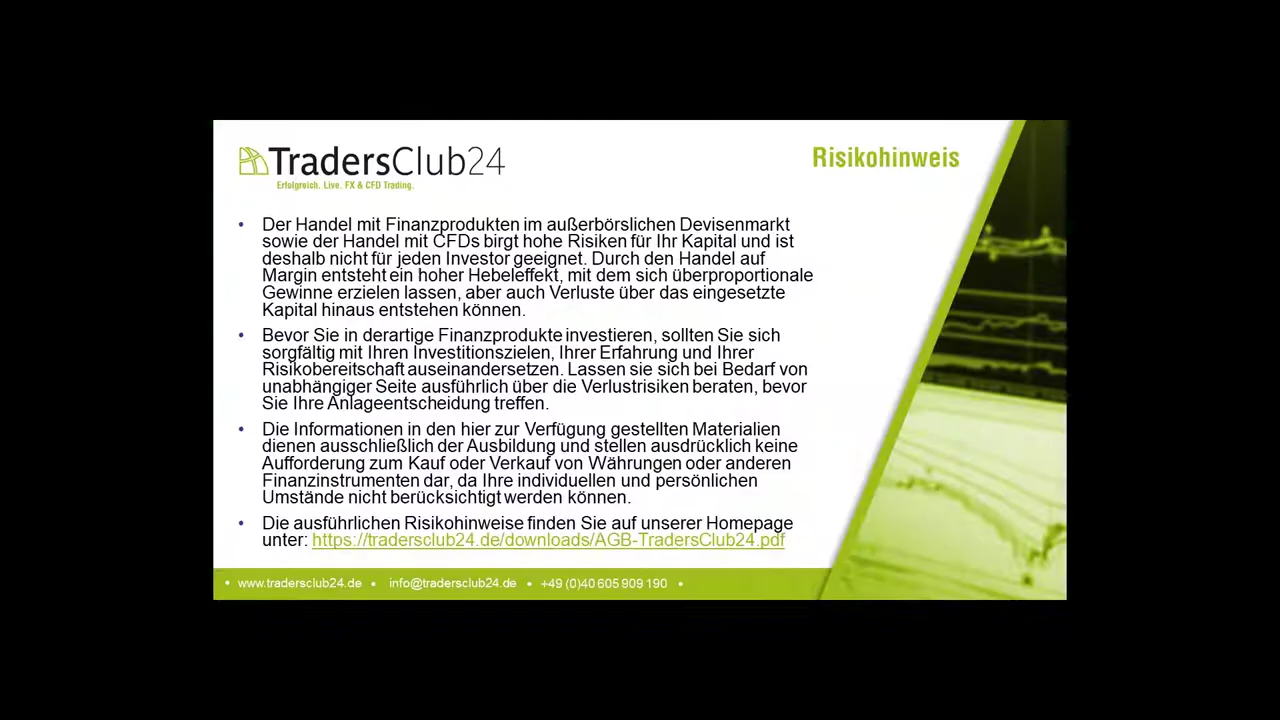 TradersClub24
Erfolgreich. Live. FX & CFD Trading.
Risikohinweis
• Der Handel mit Finanzprodukten im außerbörslichen Devisenmarkt
sowie der Handel mit CFDs birgt hohe Risiken für Ihr Kapital und ist
deshalb nicht für jeden Investor geeignet. Durch den Handel auf
Margin entsteht ein hoher Hebeleffekt, mit dem sich überproportionale
Gewinne erzielen lassen, aber auch Verluste über das eingesetzte
Kapital hinaus entstehen können.
• Bevor Sie in derartige Finanzprodukte investieren, sollten Sie sich
sorgfältig mit Ihren Investitionszielen, Ihrer Erfahrung und Ihrer
Risikobereitschaft auseinandersetzen. Lassen sie sich bei Bedarf von
unabhängiger Seite ausführlich über die Verlustrisiken beraten, bevor
Sie Ihre Anlageentscheidung treffen.
• Die Informationen in den hier zur Verfügung gestellten Materialien
dienen ausschließlich der Ausbildung und stellen ausdrücklich keine
Aufforderung zum Kauf oder Verkauf von Währungen oder anderen
Finanzinstrumenten dar, da Ihre individuellen und persönlichen
Umstände nicht berücksichtigt werden können.
• Die ausführlichen Risikohinweise finden Sie auf unserer Homepage
unter: https://tradersclub24.de/downloads/AGB-TradersClub24.pdf
• www.tradersclub24.de • info@tradersclub24.de • +49 (0)40 605 909 190 •